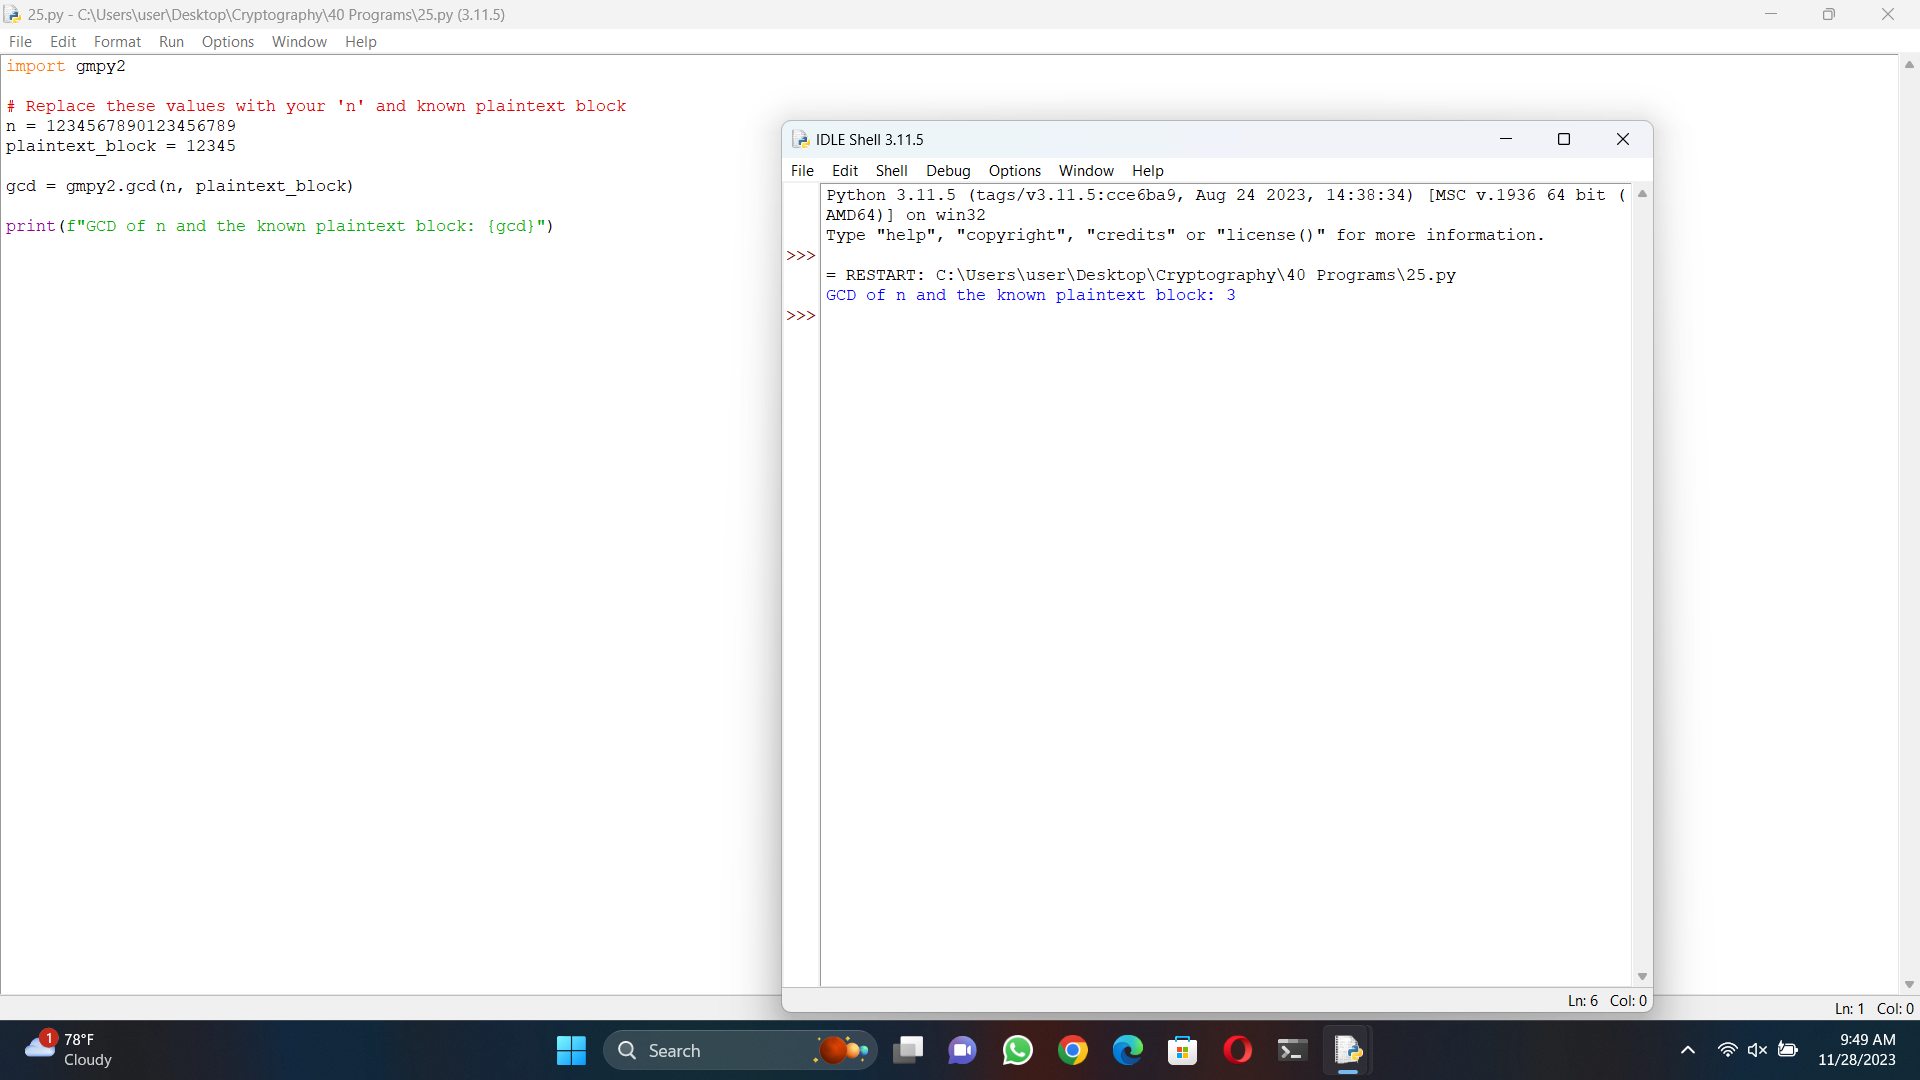 25.py - C:\Users\user\Desktop\Cryptography\40 Programs\25.py (3.11.5)
File Edit Format Run Options Window Help
import gmpy2
# Replace these values with your 'n' and known plaintext block
n = 1234567890123456789
plaintext_block = 12345
gcd = gmpy2.gcd(n, plaintext_block)
print(f"GCD of n and the known plaintext block: {gcd}")
IDLE Shell 3.11.5
File Edit Shell Debug Options Window Help
Python 3.11.5 (tags/v3.11.5:cce6ba9, Aug 24 2023, 14:38:34) [MSC v.1936 64 bit (
AMD64)] on win32
Type "help", "copyright", "credits" or "license()" for more information.
>>>
= RESTART: C:\Users\user\Desktop\Cryptography\40 Programs\25.py
GCD of n and the known plaintext block: 3
>>>
Ln: 6 Col: 0
Ln: 1 Col: 0
1
78°F
Cloudy
Search
9:49 AM
11/28/2023